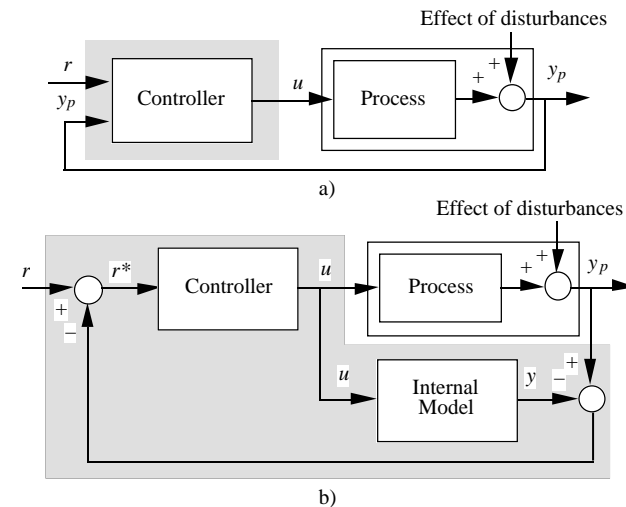 Effect of disturbances
r
y_p
Controller
u
Process
+
+
y_p
a)
Effect of disturbances
r
+
−
r*
Controller
u
Process
+
+
y_p
u
Internal
Model
y
−
+
b)